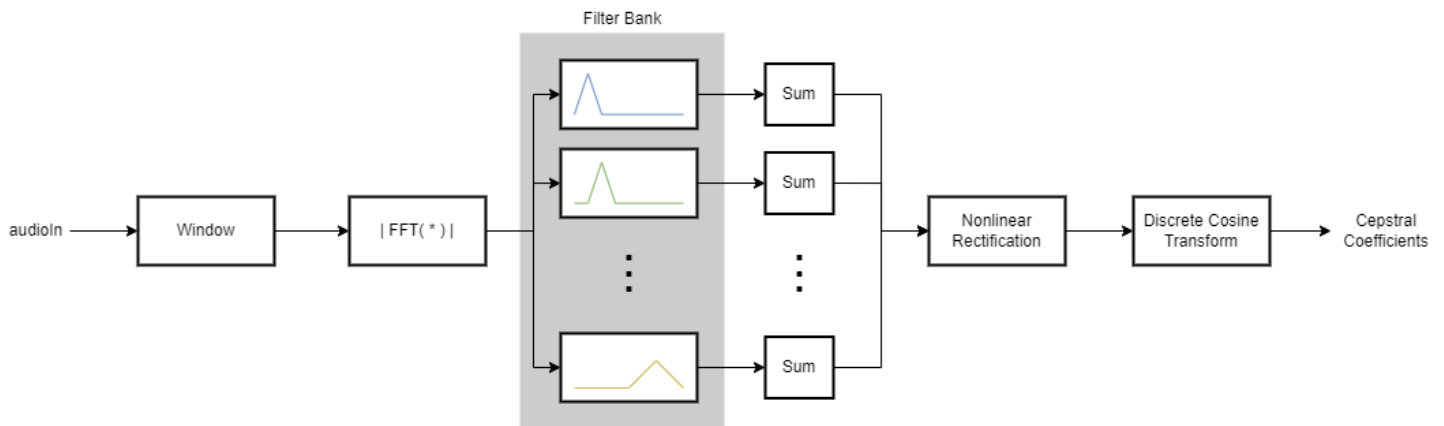 Filter Bank
Sum
Sum
audioIn
Window
| FFT( * ) |
Nonlinear
Rectification
Discrete Cosine
Transform
Cepstral
Coefficients
Sum